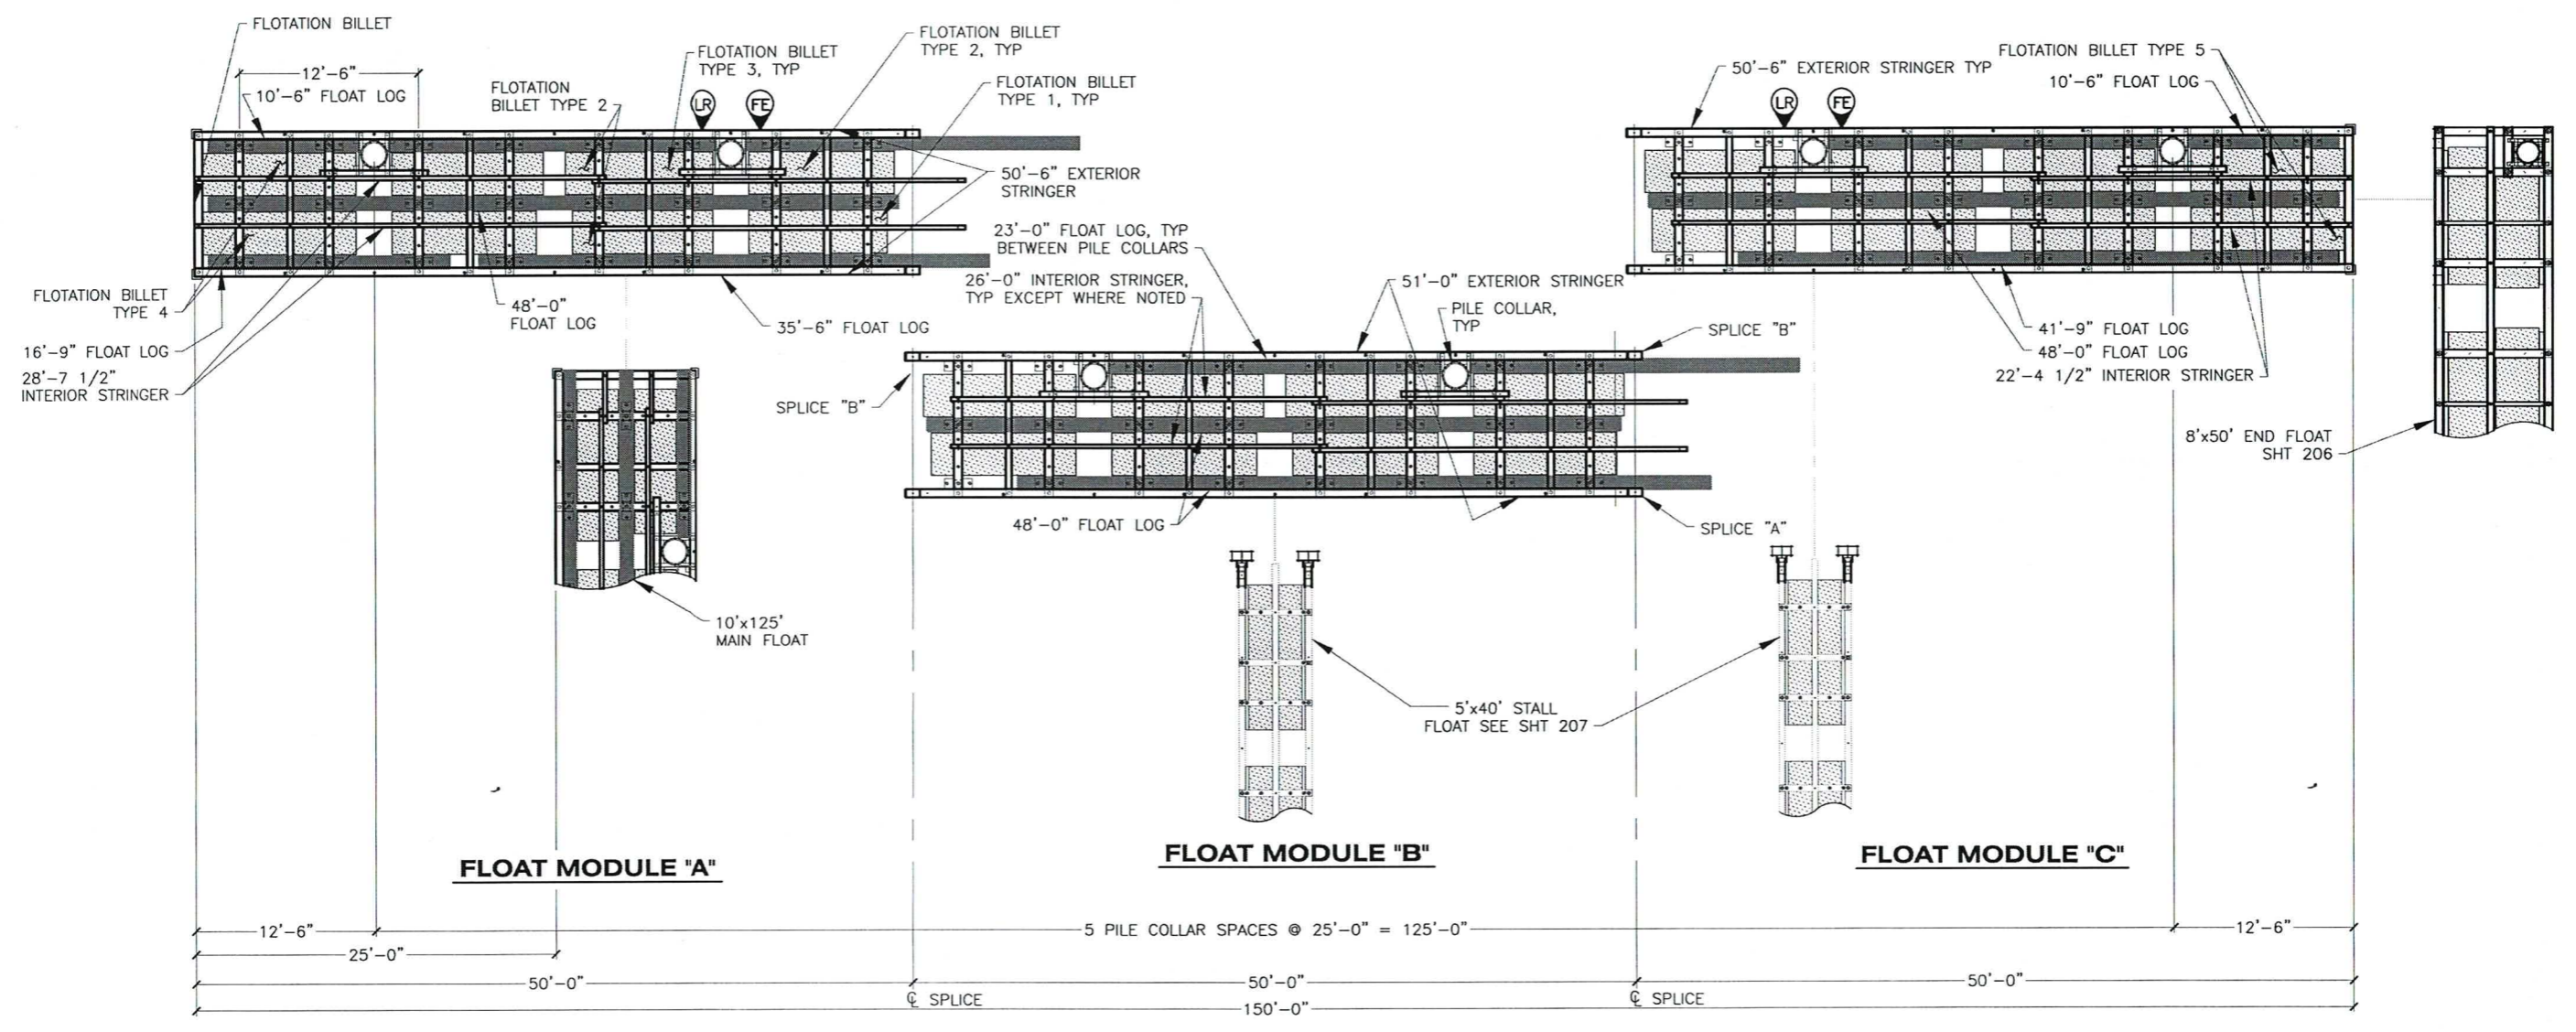 FLOTATION BILLET
12'-6"
10'-6" FLOAT LOG
FLOTATION
BILLET TYPE 2
FLOTATION BILLET
TYPE 3, TYP
LR
FE
FLOTATION BILLET
TYPE 2, TYP
FLOTATION BILLET
TYPE 1, TYP
50'-6" EXTERIOR
STRINGER
FLOTATION BILLET
TYPE 4
16'-9" FLOAT LOG
28'-7 1/2"
INTERIOR STRINGER
48'-0"
FLOAT LOG
35'-6" FLOAT LOG
10'x125'
MAIN FLOAT
23'-0" FLOAT LOG, TYP
BETWEEN PILE COLLARS
26'-0" INTERIOR STRINGER,
TYP EXCEPT WHERE NOTED
51'-0" EXTERIOR STRINGER
PILE COLLAR,
TYP
SPLICE "B"
SPLICE "B"
48'-0" FLOAT LOG
SPLICE "A"
50'-6" EXTERIOR STRINGER TYP
LR
FE
FLOTATION BILLET TYPE 5
10'-6" FLOAT LOG
41'-9" FLOAT LOG
48'-0" FLOAT LOG
22'-4 1/2" INTERIOR STRINGER
8'x50' END FLOAT
SHT 206
5'x40' STALL
FLOAT SEE SHT 207
FLOAT MODULE "A"
FLOAT MODULE "B"
FLOAT MODULE "C"
12'-6"
5 PILE COLLAR SPACES @ 25'-0" = 125'-0"
12'-6"
25'-0"
50'-0"
50'-0"
50'-0"
℄ SPLICE
℄ SPLICE
150'-0"